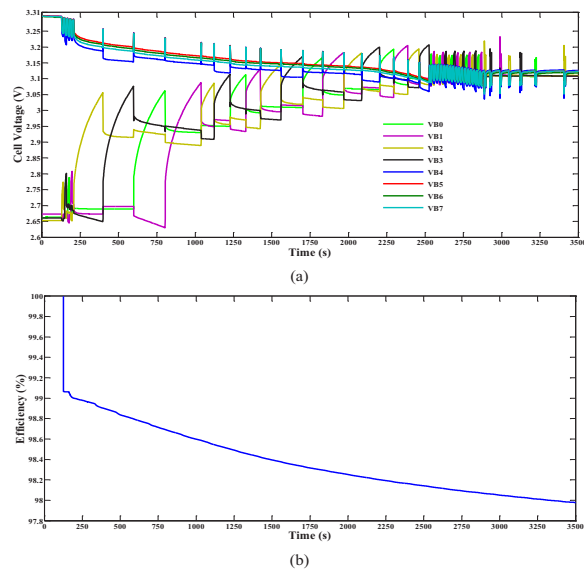 3.31
3.25
3.2
3.15
3.1
3.05
3
2.95
2.9
2.85
2.8
2.75
2.7
2.65
2.6
Cell Voltage (V)
VB0
VB1
VB2
VB3
VB4
VB5
VB6
VB7
0 250 500 750 1000 1250 1500 1750 2000 2250 2500 2750 3000 3250 3500
Time (s)
(a)
100
99.8
99.6
99.4
99.2
99
98.8
98.6
98.4
98.2
98
97.8
Efficiency (%)
0 250 500 750 1000 1250 1500 1750 2000 2250 2500 2750 3000 3250 3500
Time (s)
(b)